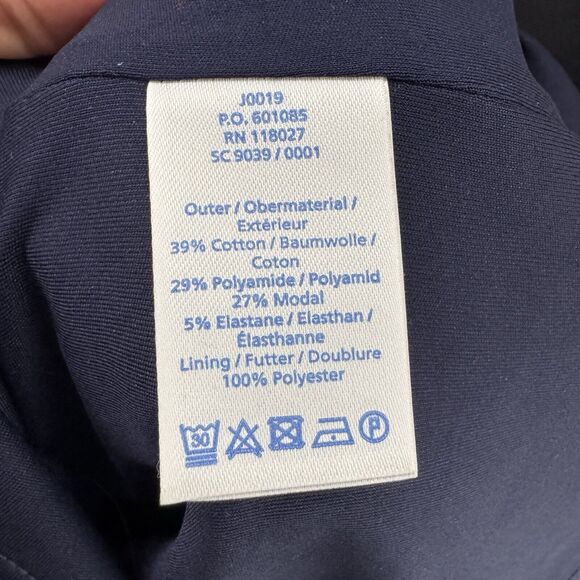 J0019
P.O. 601085
RN 118027
SC 9039 / 0001
Outer / Obermaterial /
Extérieur
39% Cotton / Baumwolle /
Coton
29% Polyamide / Polyamid
27% Modal
5% Elastane / Elasthan /
Élasthanne
Lining / Futter / Doublure
100% Polyester
30 P